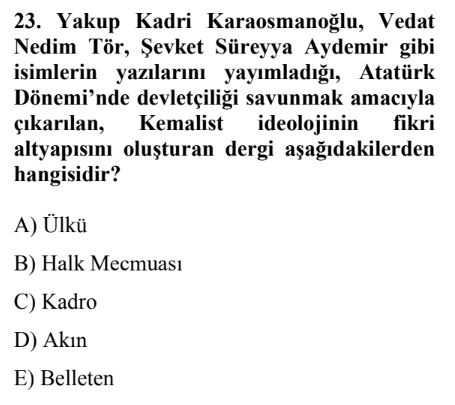 23. Yakup Kadri Karaosmanoğlu, Vedat
Nedim Tör, Şevket Süreyya Aydemir gibi
isimlerin yazılarını yayımladığı, Atatürk
Dönemi’nde devletçiliği savunmak amacıyla
çıkarılan, Kemalist ideolojinin fikri
altyapısını oluşturan dergi aşağıdakilerden
hangisidir?
A) Ülkü
B) Halk Mecmuası
C) Kadro
D) Akın
E) Belleten